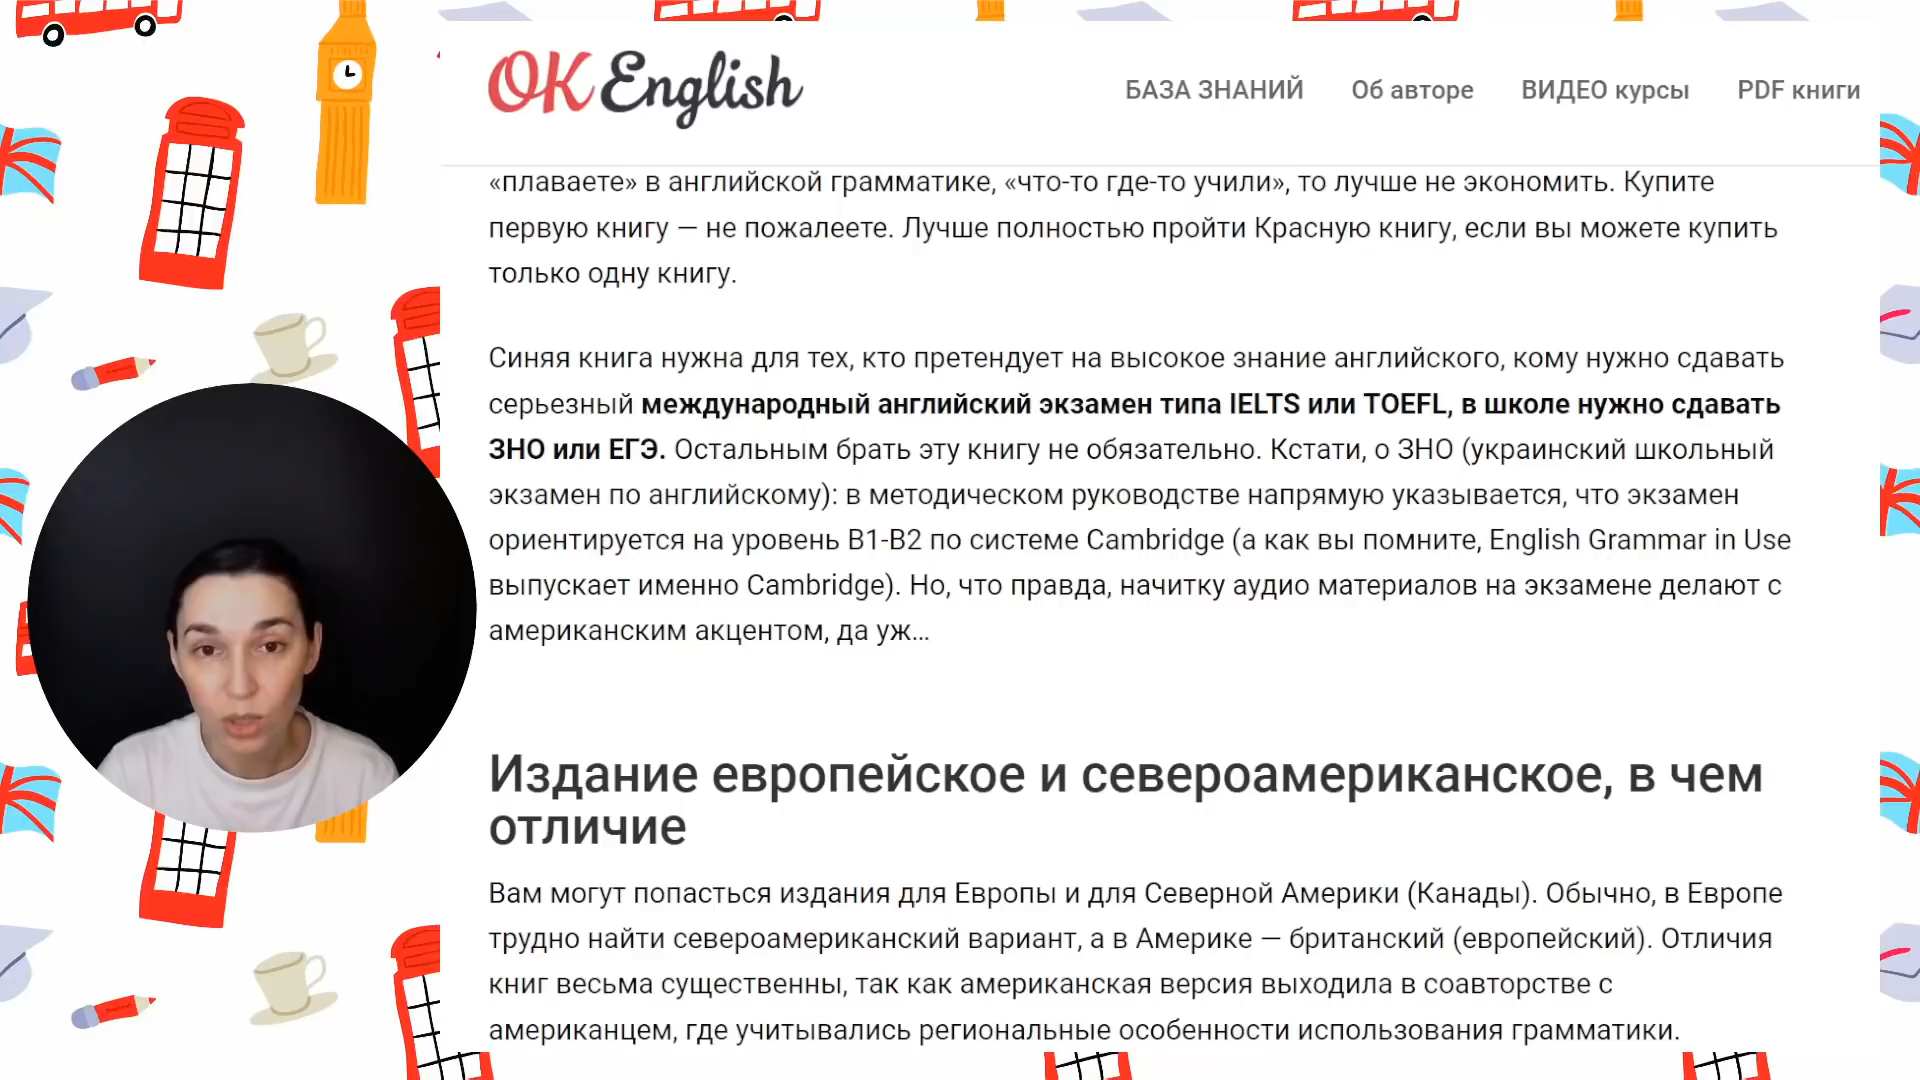 OK English
БАЗА ЗНАНИЙ Об авторе ВИДЕО курсы PDF книги
«плаваете» в английской грамматике, «что-то где-то учили», то лучше не экономить. Купите
первую книгу — не пожалеете. Лучше полностью пройти Красную книгу, если вы можете купить
только одну книгу.
Синяя книга нужна для тех, кто претендует на высокое знание английского, кому нужно сдавать
серьезный международный английский экзамен типа IELTS или TOEFL, в школе нужно сдавать
ЗНО или ЕГЭ. Остальным брать эту книгу не обязательно. Кстати, о ЗНО (украинский школьный
экзамен по английскому): в методическом руководстве напрямую указывается, что экзамен
ориентируется на уровень B1-B2 по системе Cambridge (а как вы помните, English Grammar in Use
выпускает именно Cambridge). Но, что правда, начитку аудио материалов на экзамене делают с
американским акцентом, да уж…
Издание европейское и североамериканское, в чем
отличие
Вам могут попасться издания для Европы и для Северной Америки (Канады). Обычно, в Европе
трудно найти североамериканский вариант, а в Америке — британский (европейский). Отличия
книг весьма существенны, так как американская версия выходила в соавторстве с
американцем, где учитывались региональные особенности использования грамматики.